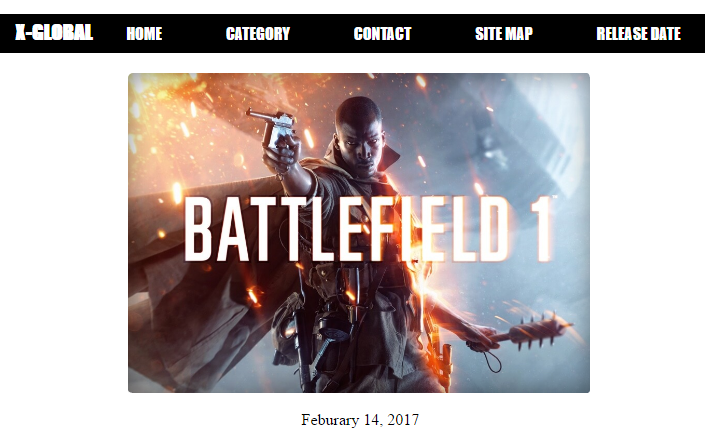 X-GLOBAL HOME CATEGORY CONTACT SITE MAP RELEASE DATE
BATTLEFIELD 1
Feburary 14, 2017